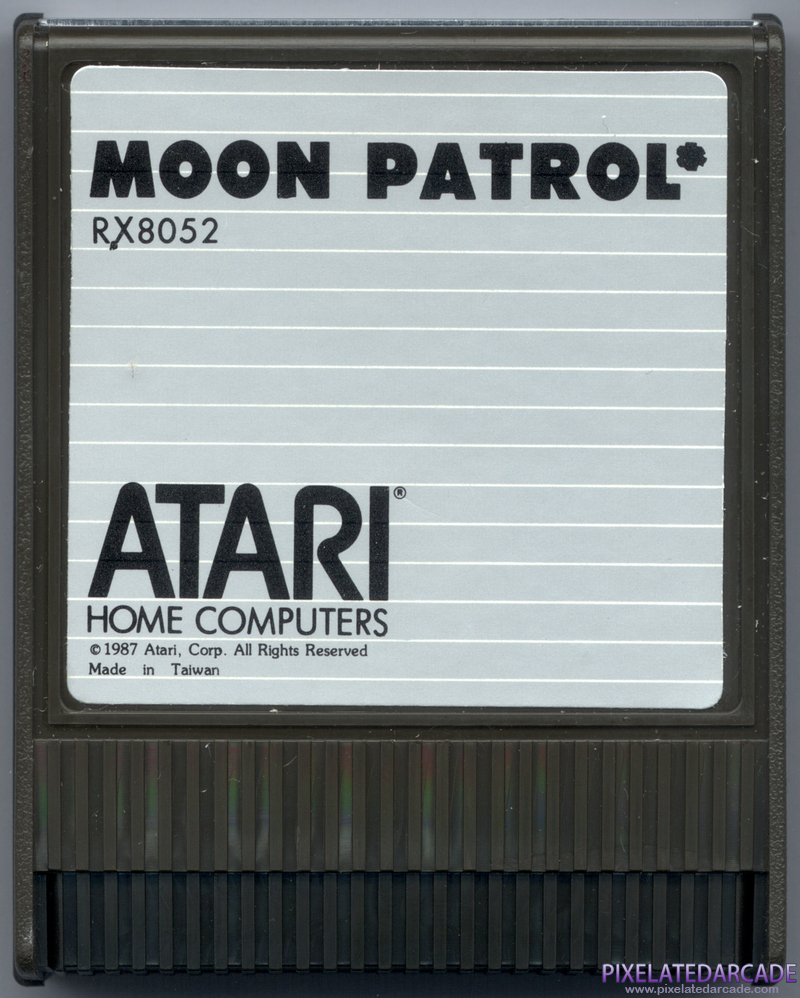 MOON PATROL*
RX8052
ATARI®
HOME COMPUTERS
©1987 Atari, Corp. All Rights Reserved
Made in Taiwan
PIXELATEDARCADE
www.pixelatedarcade.com